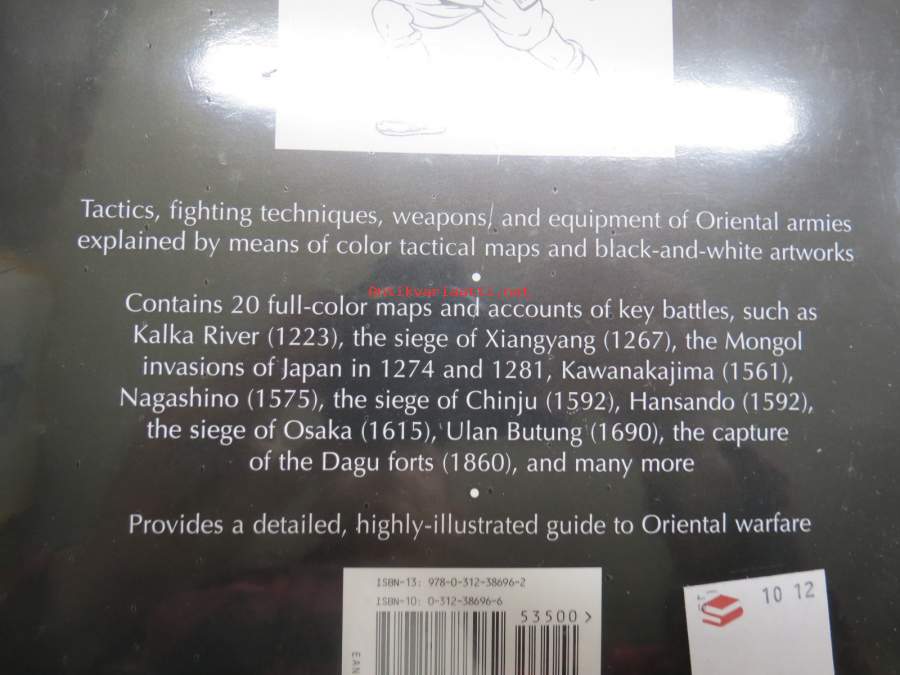 Tactics, fighting techniques, weapons, and equipment of Oriental armies
explained by means of color tactical maps and black-and-white artworks
•
Antikvariaatti.net
Contains 20 full-color maps and accounts of key battles, such as
Kalka River (1223), the siege of Xiangyang (1267), the Mongol
invasions of Japan in 1274 and 1281, Kawanakajima (1561),
Nagashino (1575), the siege of Chinju (1592), Hansando (1592),
the siege of Osaka (1615), Ulan Butung (1690), the capture
of the Dagu forts (1860), and many more
•
Provides a detailed, highly-illustrated guide to Oriental warfare
ISBN-13: 978-0-312-38696-2
ISBN-10: 0-312-38696-6
53500>
EAN
10 12